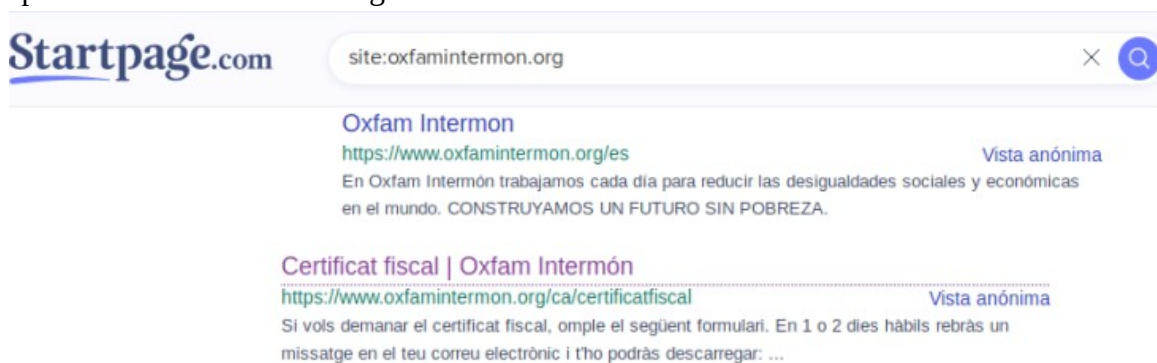 Startpage.com
site:oxfamintermon.org
Oxfam Intermon
https://www.oxfamintermon.org/es
Vista anónima
En Oxfam Intermón trabajamos cada día para reducir las desigualdades sociales y económicas
en el mundo. CONSTRUYAMOS UN FUTURO SIN POBREZA.
Certificat fiscal | Oxfam Intermón
https://www.oxfamintermon.org/ca/certificatfiscal
Vista anónima
Si vols demanar el certificat fiscal, omple el següent formulari. En 1 o 2 dies hàbils rebràs un
missatge en el teu correu electrònic i t'ho podràs descarregar: ...